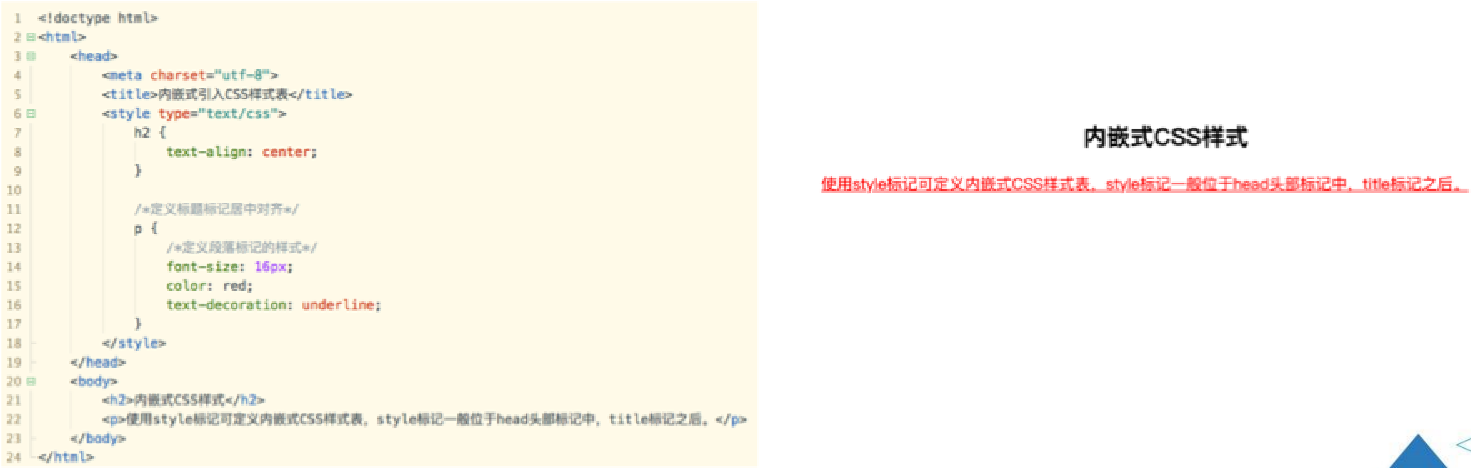 1 <!doctype html>
2 <html>
3 <head>
4 <meta charset="utf-8">
5 <title>内嵌式引入CSS样式表</title>
6 <style type="text/css">
7 h2 {
8 text-align: center;
9 }
10
11 /*定义标题标记居中对齐*/
12 p {
13 /*定义段落标记的样式*/
14 font-size: 16px;
15 color: red;
16 text-decoration: underline;
17 }
18 </style>
19 </head>
20 <body>
21 <h2>内嵌式CSS样式</h2>
22 <p>使用style标记可定义内嵌式CSS样式表，style标记一般位于head头部标记中，title标记之后。</p>
23 </body>
24 </html>
内嵌式CSS样式
使用style标记可定义内嵌式CSS样式表，style标记一般位于head头部标记中，title标记之后。